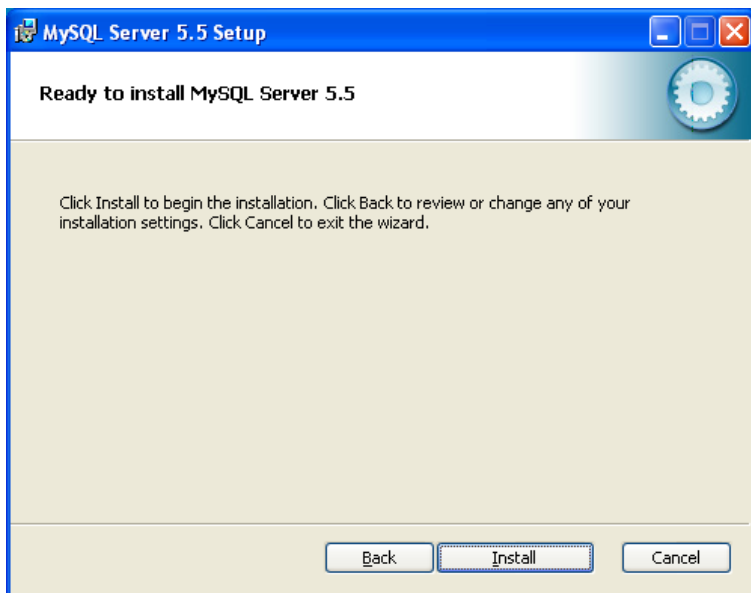 MySQL Server 5.5 Setup
Ready to install MySQL Server 5.5
Click Install to begin the installation. Click Back to review or change any of your
installation settings. Click Cancel to exit the wizard.
Back Install Cancel